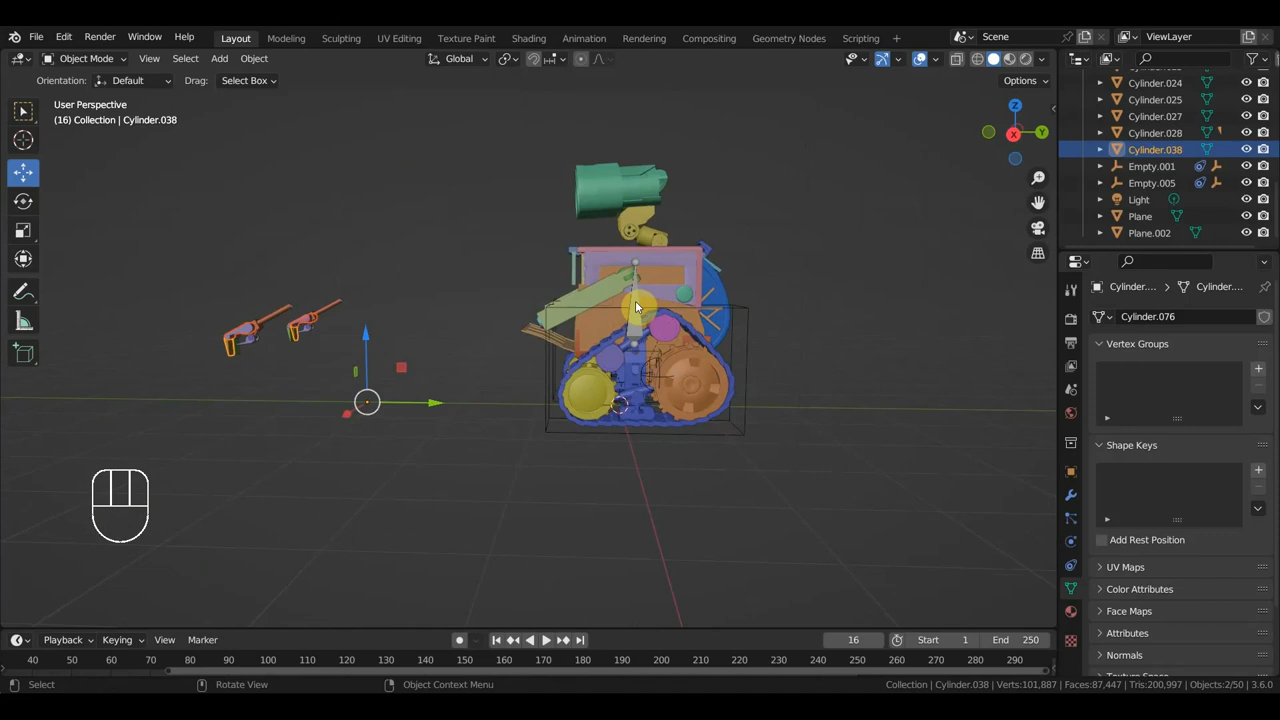 File Edit Render Window Help Layout Modeling Sculpting UV Editing Texture Paint Shading Animation Rendering Compositing Geometry Nodes Scripting + Scene ViewLayer
Object Mode View Select Add Object Global
Orientation: Default Drag: Select Box Options
User Perspective
(16) Collection | Cylinder.038
Z
Y
X
Cylinder.024
Cylinder.025
Cylinder.027
Cylinder.028
Cylinder.038
Empty.001
Empty.005
Light
Plane
Plane.002
Cylinder.... Cylinder....
Cylinder.076
Vertex Groups
Shape Keys
Add Rest Position
UV Maps
Color Attributes
Face Maps
Attributes
Normals
Playback Keying View Marker 16 Start 1 End 250
40 50 60 70 80 90 100 110 120 130 140 150 160 170 180 190 200 210 220 230 240 250 260 270 280 290
Select Rotate View Object Context Menu Collection | Cylinder.038 | Verts:101,887 | Faces:87,447 | Tris:200,997 | Objects:2/50 | 3.6.0